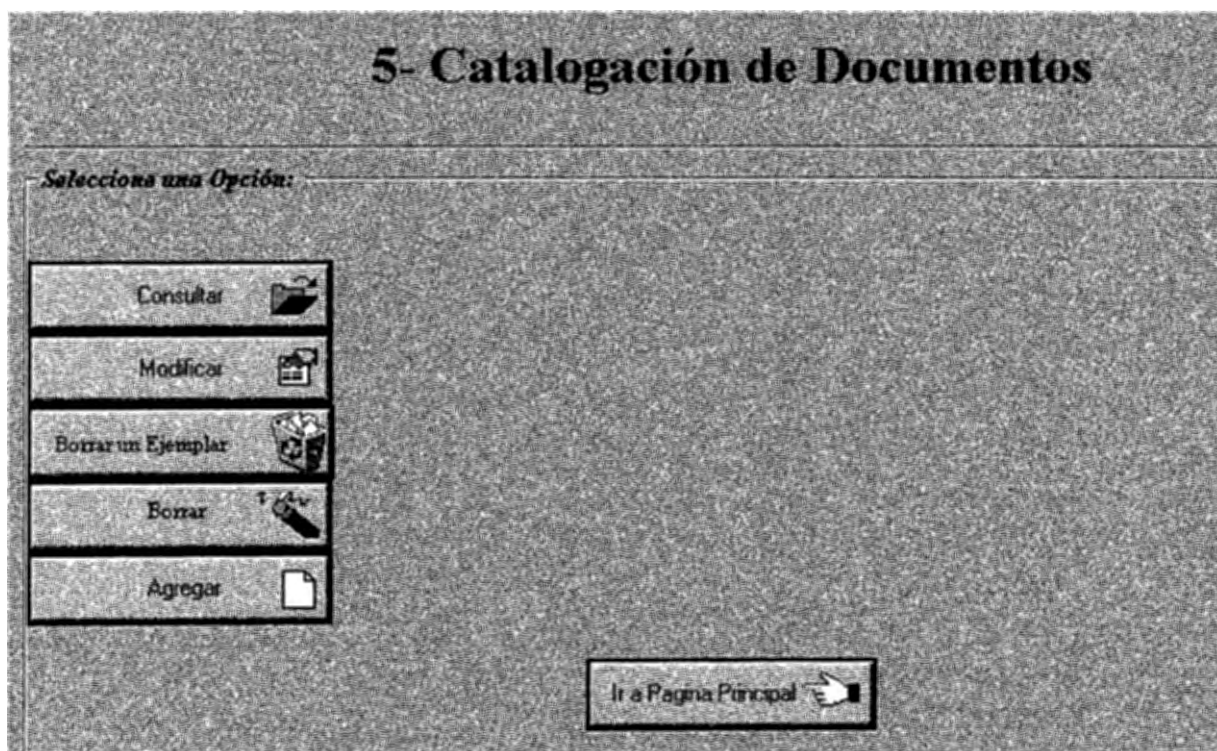 5- Catalogación de Documentos
Selecciona una Opción:
Consultar
Modificar
Borrar un Ejemplar
Borrar
Agregar
Ir a Pagina Principal